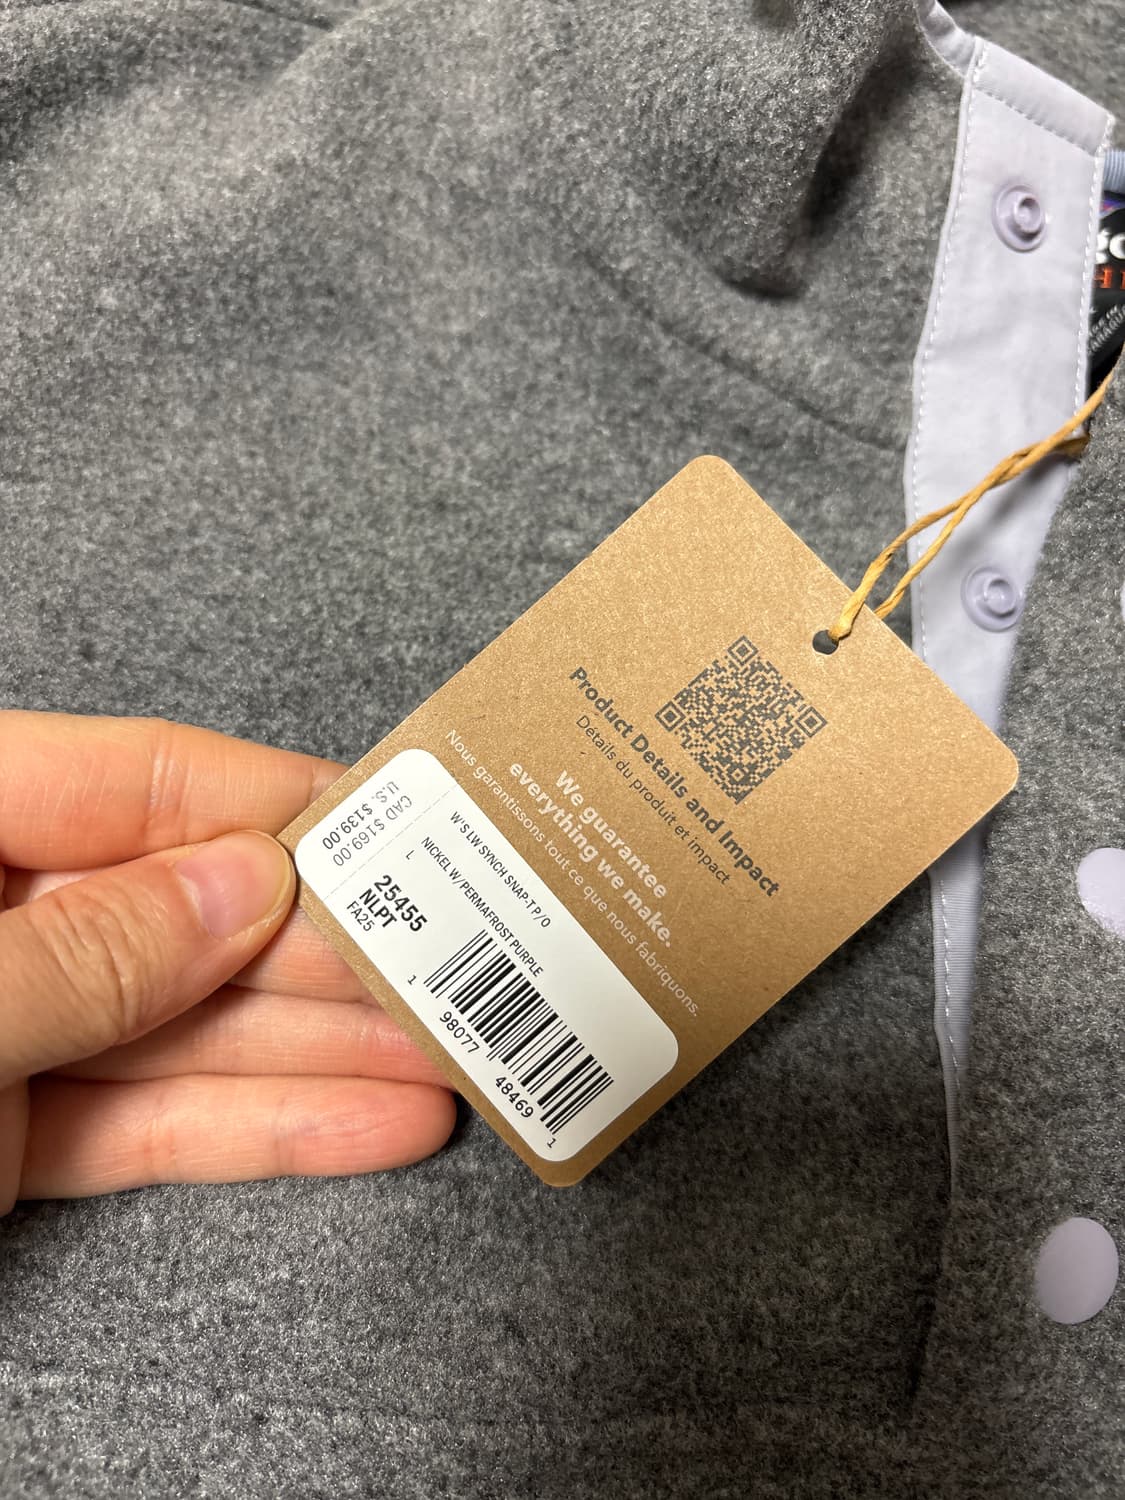 Product Details and Impact
Détails du produit et impact
We guarantee
everything we make.
Nous garantissons tout ce que nous fabriquons.
W'S LW SYNCH SNAP-T P/O
NICKEL W/PERMAFROST PURPLE
L
25455
NLPT
FA25
CAD $169.00
U.S. $139.00
1 98077 48469 1